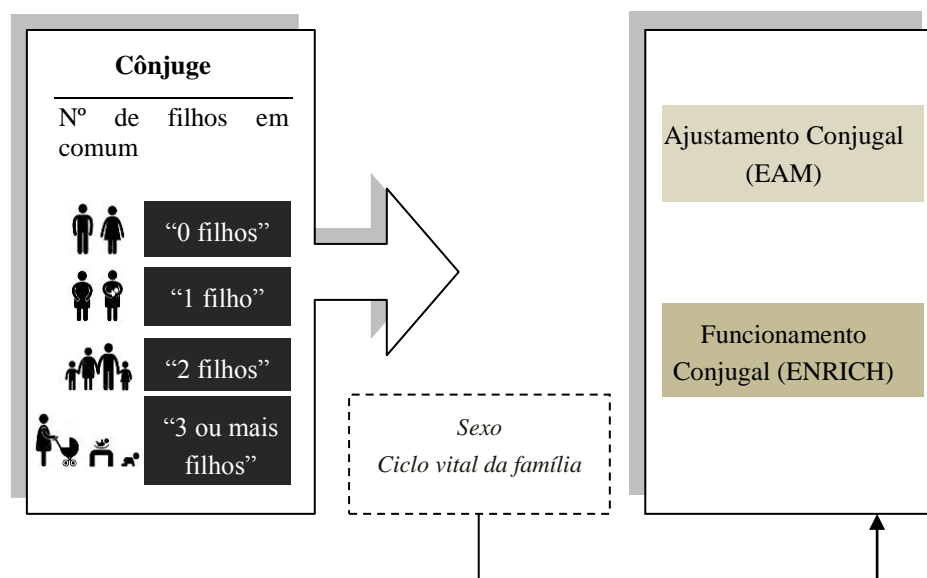 Cônjuge
Nº de filhos em
comum
“0 filhos”
“1 filho”
“2 filhos”
“3 ou mais
filhos”
Sexo
Ciclo vital da família
Ajustamento Conjugal
(EAM)
Funcionamento
Conjugal (ENRICH)